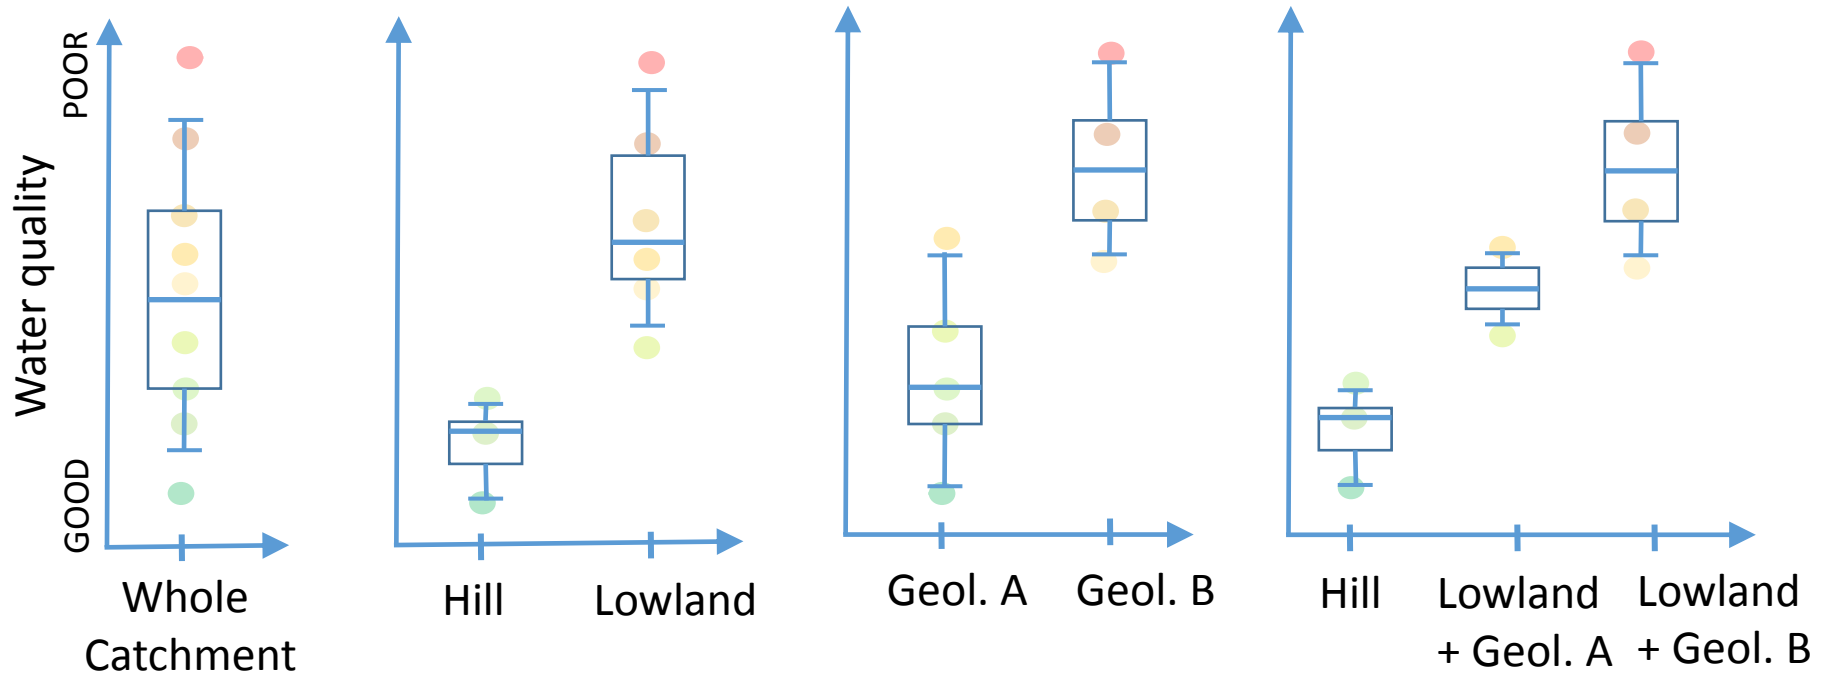 POOR
Water quality
GOOD
Whole
Catchment
Hill
Lowland
Geol. A
Geol. B
Hill
Lowland
+ Geol. A
Lowland
+ Geol. B